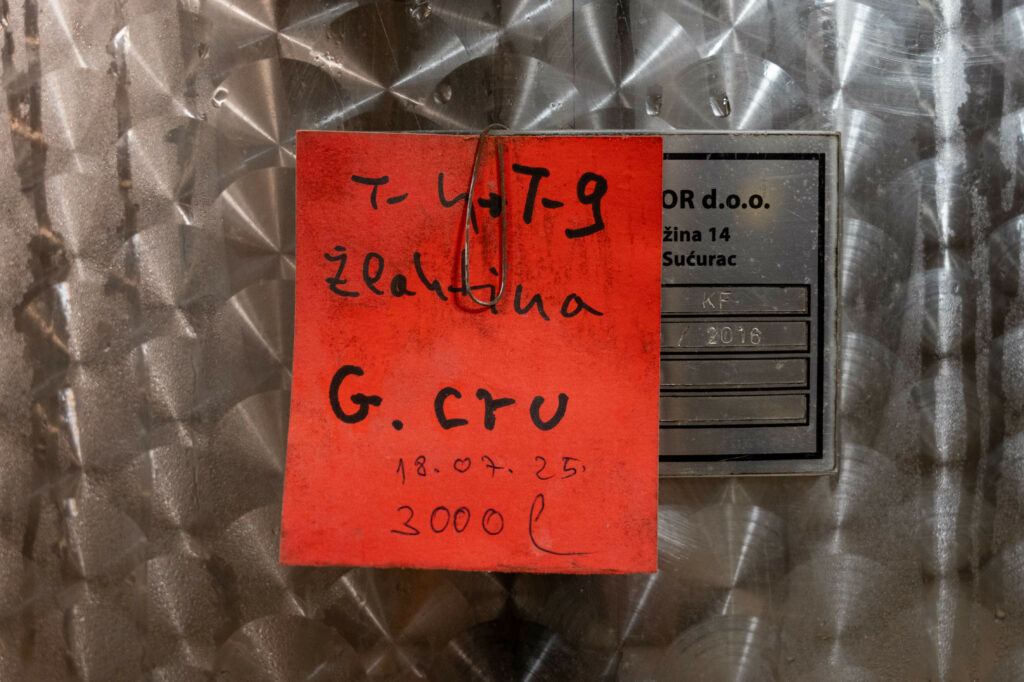 T- 4→T-9
Žlahtina
G. cru
18.07.25.
3000 l
OR d.o.o.
žina 14
Sućurac
KF
/ 2016